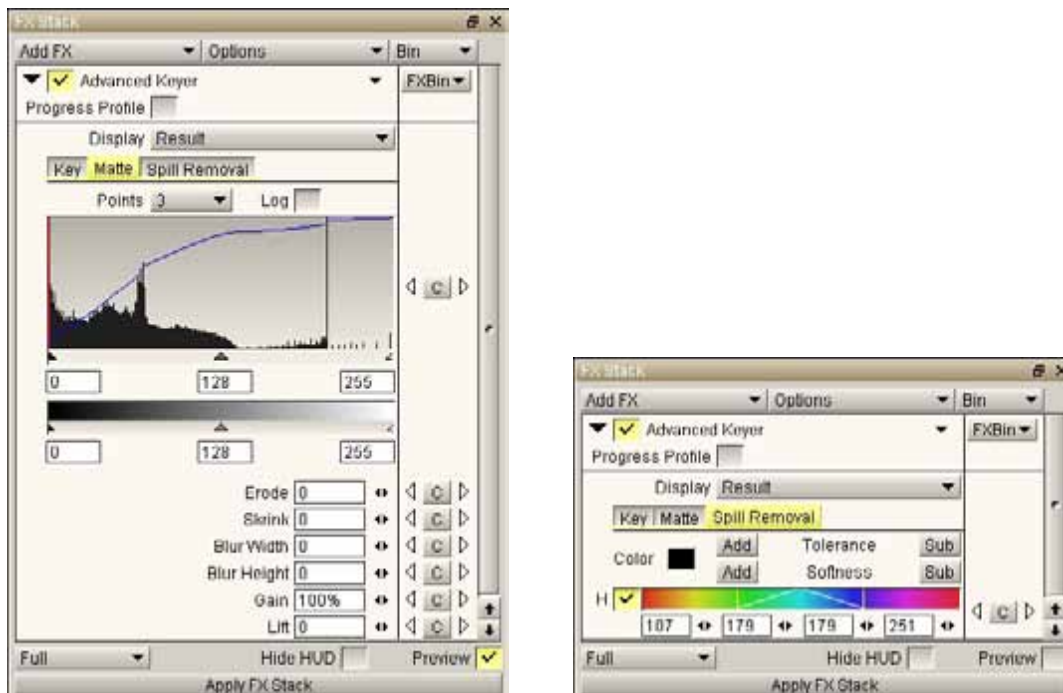 FX Stack
Add FX Options Bin
Advanced Keyer FXBin
Progress Profile
Display Result
Key Matte Spill Removal
Points 3 Log
C
0 128 255
0 128 255
Erode 0 C
Skrink 0 C
Blur Width 0 C
Blur Height 0 C
Gain 100% C
Lift 0 C
Full Hide HUD Preview
Apply FX Stack
FX Stack
Add FX Options Bin
Advanced Keyer FXBin
Progress Profile
Display Result
Key Matte Spill Removal
Color Add Tolerance Sub
Add Softness Sub
H
107 179 179 251 C
Full Hide HUD Preview
Apply FX Stack